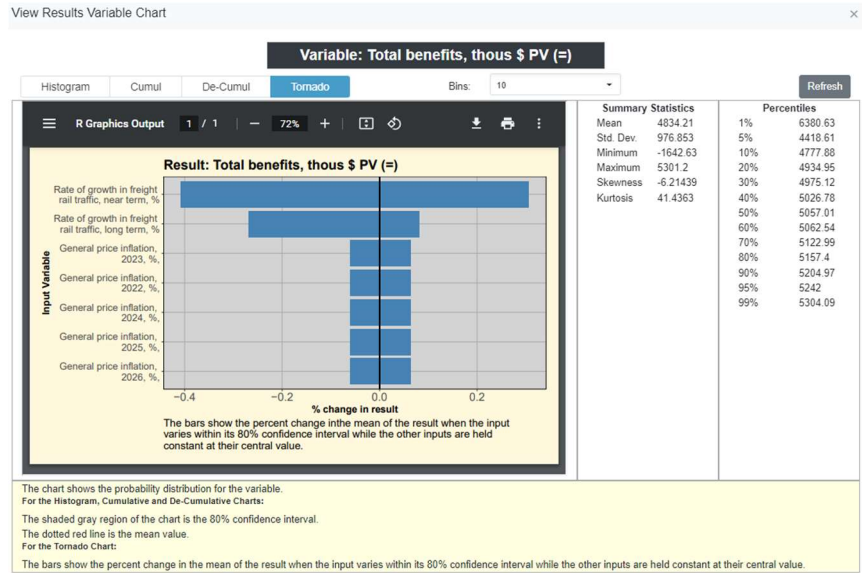 View Results Variable Chart
×
Variable: Total benefits, thous $ PV (=)
Histogram Cumul De-Cumul Tornado Bins: 10 Refresh
R Graphics Output 1 / 1 | − 72% + |
Result: Total benefits, thous $ PV (=)
Input Variable
Rate of growth in freight
rail traffic, near term, %
Rate of growth in freight
rail traffic, long term, %
General price inflation,
2023, %,
General price inflation,
2022, %,
General price inflation,
2024, %,
General price inflation,
2025, %,
General price inflation,
2026, %,
−0.4 −0.2 0.0 0.2
% change in result
The bars show the percent change inthe mean of the result when the input
varies within its 80% confidence interval while the other inputs are held
constant at their central value.
Summary Statistics
Mean 4834.21
Std. Dev. 976.853
Minimum -1642.63
Maximum 5301.2
Skewness -6.21439
Kurtosis 41.4363
Percentiles
1% 6380.63
5% 4418.61
10% 4777.88
20% 4934.95
30% 4975.12
40% 5026.78
50% 5057.01
60% 5062.54
70% 5122.99
80% 5157.4
90% 5204.97
95% 5242
99% 5304.09
The chart shows the probability distribution for the variable.
For the Histogram, Cumulative and De-Cumulative Charts:
The shaded gray region of the chart is the 80% confidence interval.
The dotted red line is the mean value.
For the Tornado Chart:
The bars show the percent change in the mean of the result when the input varies within its 80% confidence interval while the other inputs are held constant at their central value.